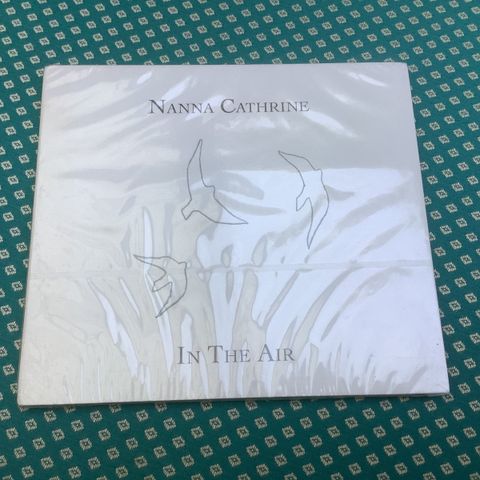 NANNA CATHRINE
IN THE AIR